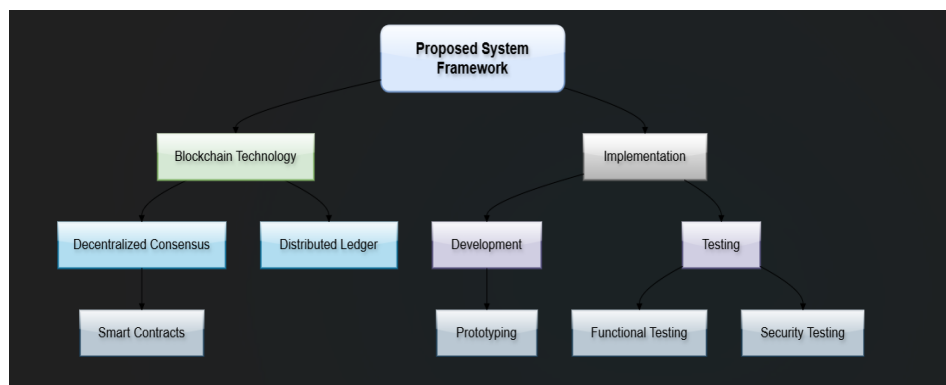 Proposed System
Framework
Blockchain Technology
Implementation
Decentralized Consensus
Distributed Ledger
Development
Testing
Smart Contracts
Prototyping
Functional Testing
Security Testing